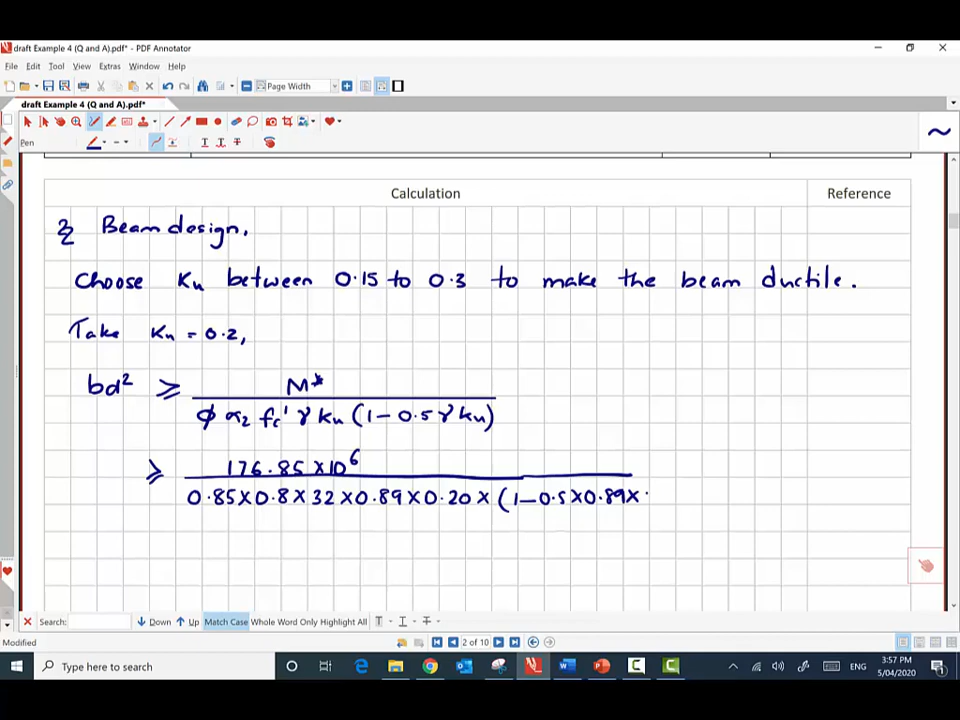 draft Example 4 (Q and A).pdf* - PDF Annotator
File Edit Tool View Extras Window Help
Page Width
draft Example 4 (Q and A).pdf*
Pen
Calculation Reference
2) Beam design.
Choose Ku between 0.15 to 0.3 to make the beam ductile.
Take Ku = 0.2,
bd² ≥ M* / ϕ α2 fc' γ Ku (1 - 0.5 γ Ku)
≥ 176.85 × 10⁶ / 0.85 × 0.8 × 32 × 0.89 × 0.20 × (1 - 0.5 × 0.89 ×
Search: Down Up Match Case Whole Word Only Highlight All
Modified 2 of 10
Type here to search ENG 3:57 PM
5/04/2020